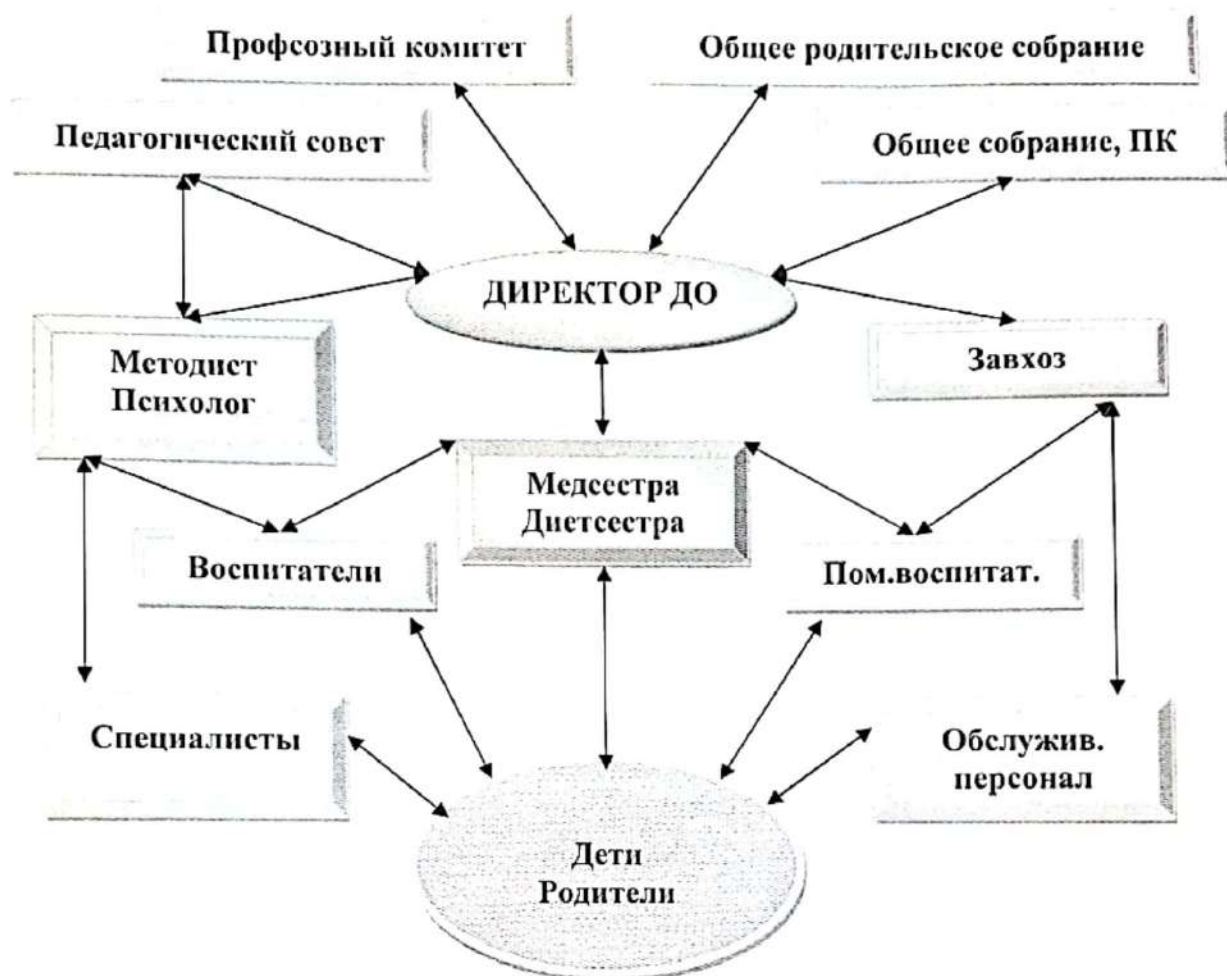 Профсозный комитет
Общее родительское собрание
Педагогический совет
Общее собрание, ПК
ДИРЕКТОР ДО
Методист
Психолог
Завхоз
Медсестра
Диетсестра
Воспитатели
Пом.воспитат.
Специалисты
Обслужив.
персонал
Дети
Родители